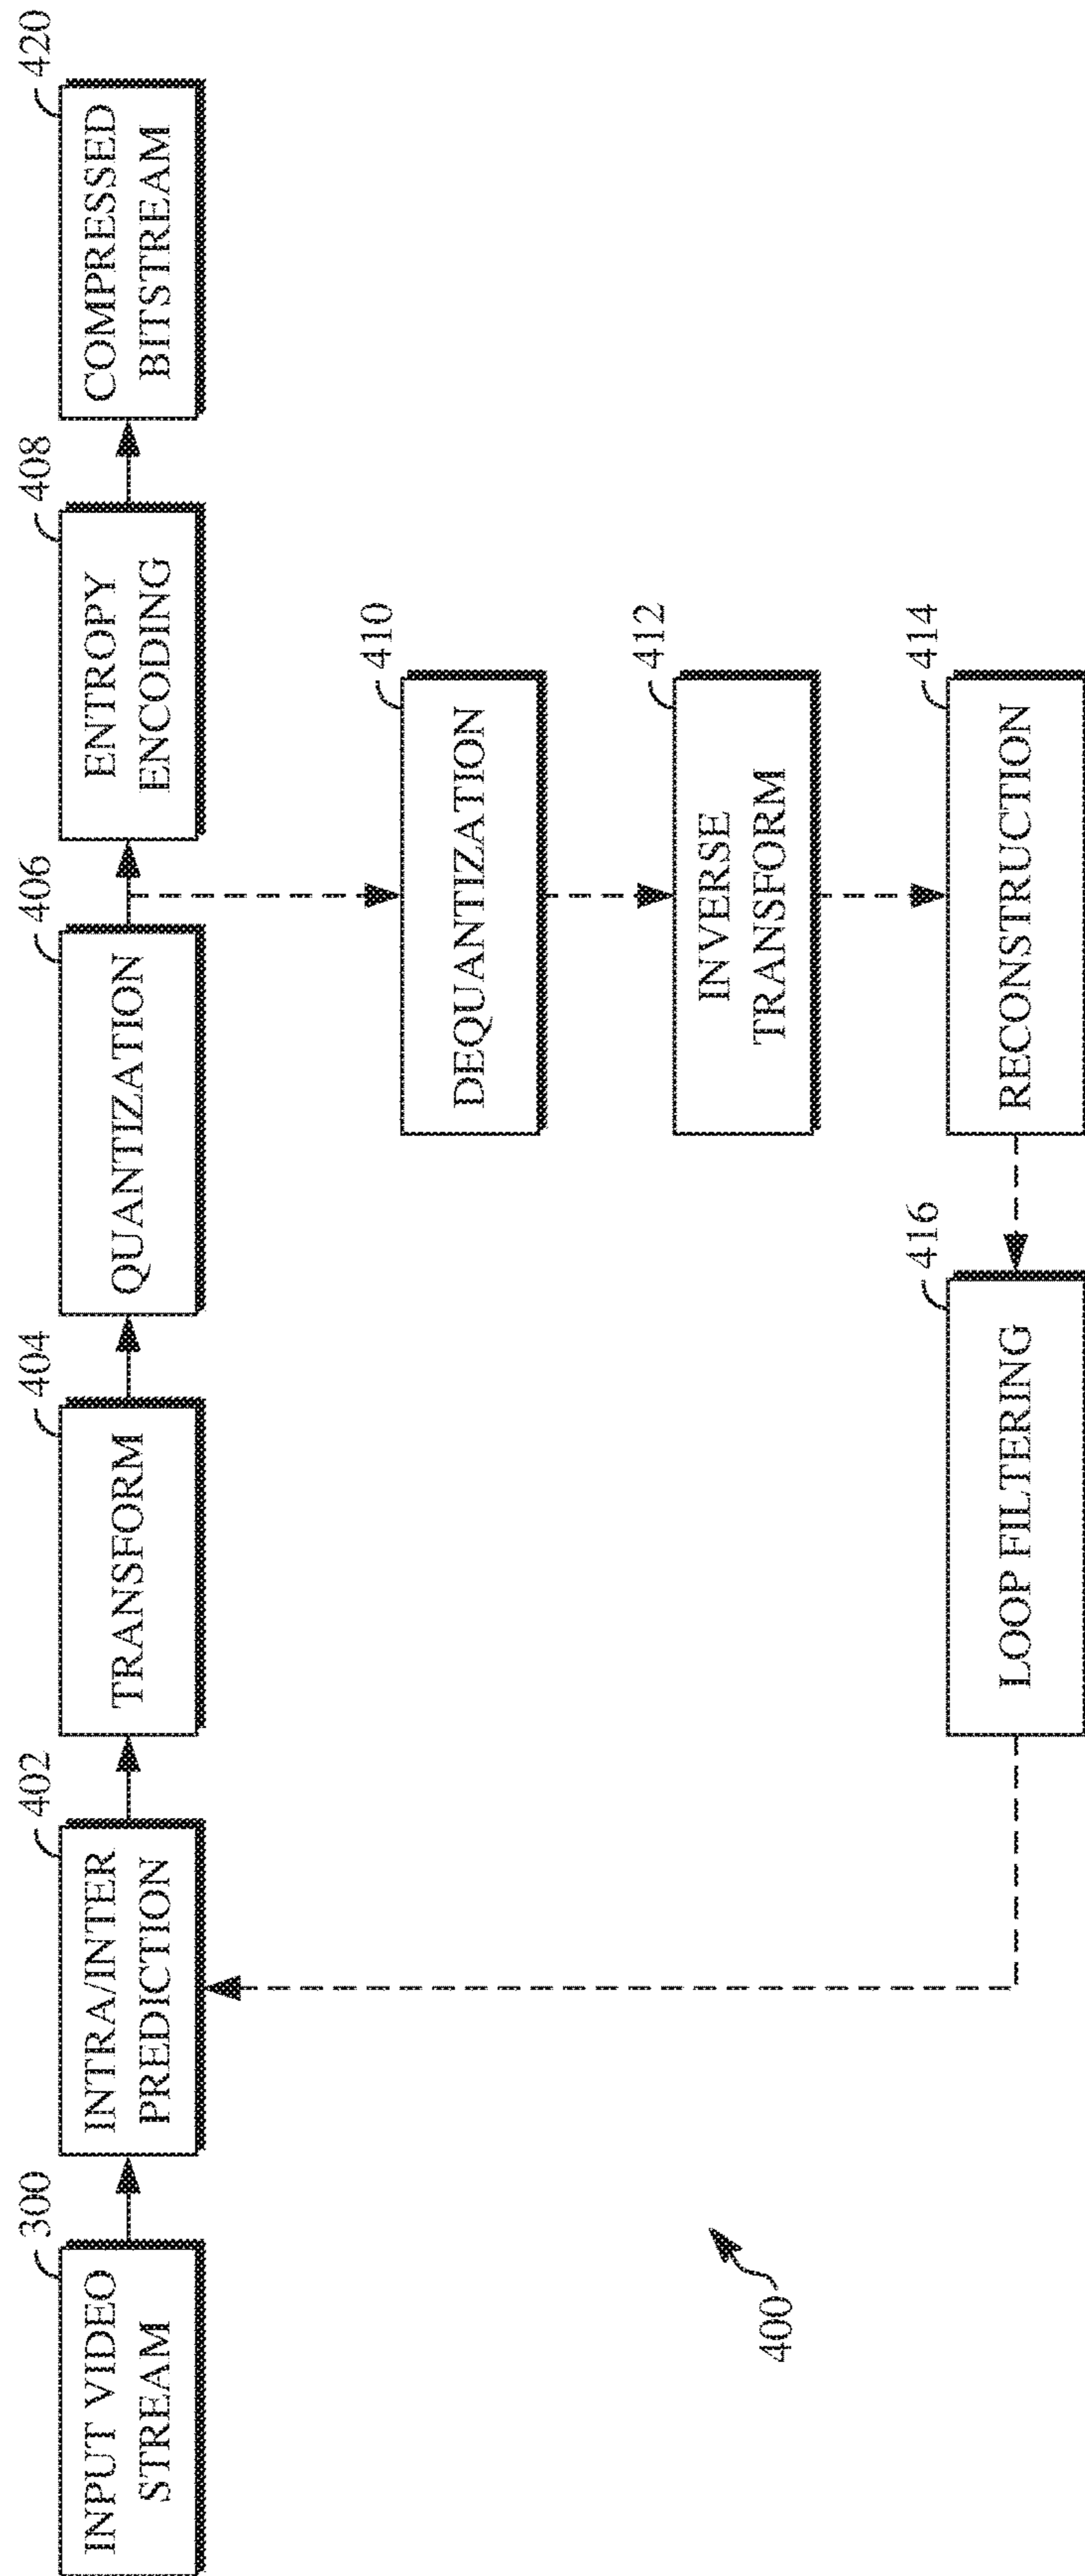 300
INPUT VIDEO
STREAM
402
INTRA/INTER
PREDICTION
404
TRANSFORM
406
QUANTIZATION
408
ENTROPY
ENCODING
420
COMPRESSED
BITSTREAM
410
DEQUANTIZATION
412
INVERSE
TRANSFORM
414
RECONSTRUCTION
416
LOOP FILTERING
400